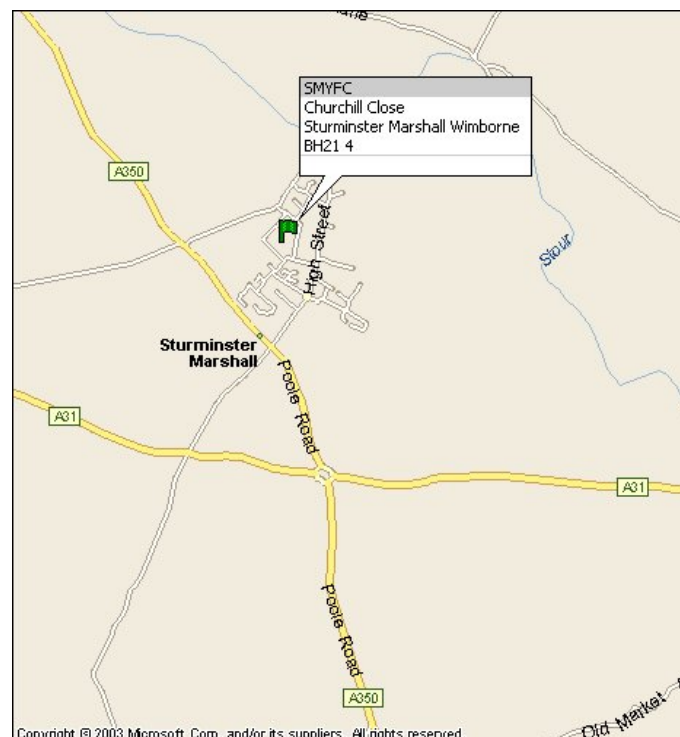 SMYFC
Churchill Close
Sturminster Marshall Wimborne
BH21 4
A350
High Street
Stour
Sturminster
Marshall
Poole Road
A31
A31
Poole Road
A350
Old Market
Copyright © 2003 Microsoft Corp. and/or its suppliers. All rights reserved.